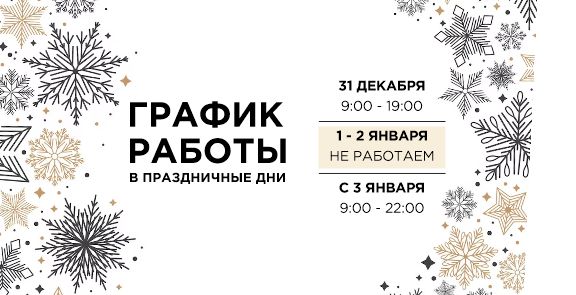 ГРАФИК
РАБОТЫ
В ПРАЗДНИЧНЫЕ ДНИ
31 ДЕКАБРЯ
9:00 - 19:00
1 - 2 ЯНВАРЯ
НЕ РАБОТАЕМ
С 3 ЯНВАРЯ
9:00 - 22:00